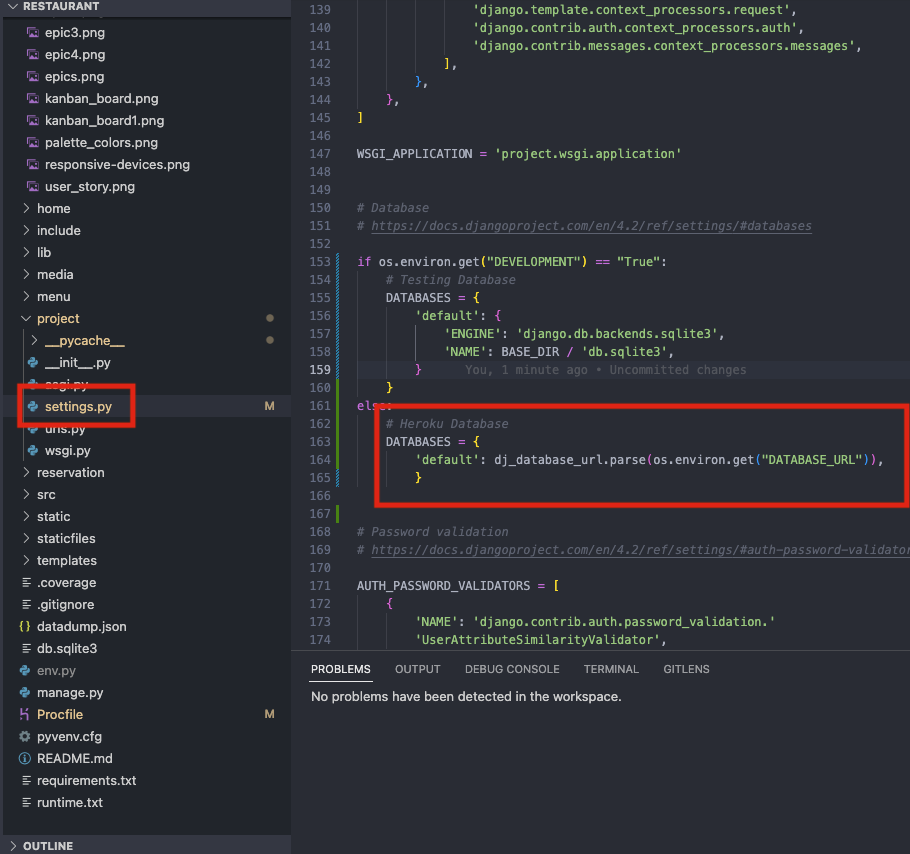 RESTAURANT
epic3.png
epic4.png
epics.png
kanban_board.png
kanban_board1.png
palette_colors.png
responsive-devices.png
user_story.png
home
include
lib
media
menu
project
__pycache__
__init__.py
asgi.py
settings.py M
urls.py
wsgi.py
reservation
src
static
staticfiles
templates
.coverage
.gitignore
{} datadump.json
db.sqlite3
env.py
manage.py
Procfile M
pyvenv.cfg
README.md
requirements.txt
runtime.txt
OUTLINE
139 'django.template.context_processors.request',
140 'django.contrib.auth.context_processors.auth',
141 'django.contrib.messages.context_processors.messages',
142 ],
143 },
144 },
145 ]
146
147 WSGI_APPLICATION = 'project.wsgi.application'
148
149
150 # Database
151 # https://docs.djangoproject.com/en/4.2/ref/settings/#databases
152
153 if os.environ.get("DEVELOPMENT") == "True":
154 # Testing Database
155 DATABASES = {
156 'default': {
157 'ENGINE': 'django.db.backends.sqlite3',
158 'NAME': BASE_DIR / 'db.sqlite3',
159 } You, 1 minute ago • Uncommitted changes
160 }
161 else:
162 # Heroku Database
163 DATABASES = {
164 'default': dj_database_url.parse(os.environ.get("DATABASE_URL")),
165 }
166
167
168 # Password validation
169 # https://docs.djangoproject.com/en/4.2/ref/settings/#auth-password-validator
170
171 AUTH_PASSWORD_VALIDATORS = [
172 {
173 'NAME': 'django.contrib.auth.password_validation.'
174 'UserAttributeSimilarityValidator',
PROBLEMS OUTPUT DEBUG CONSOLE TERMINAL GITLENS
No problems have been detected in the workspace.